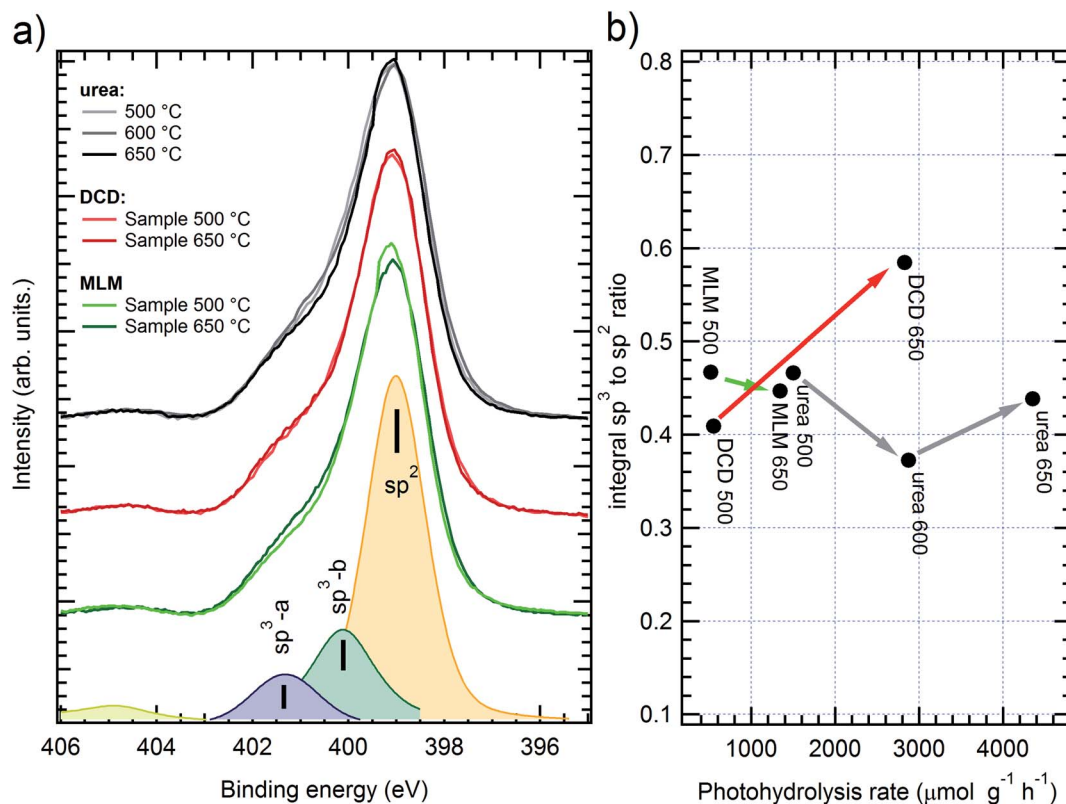 a)
urea:
500 °C
600 °C
650 °C
DCD:
Sample 500 °C
Sample 650 °C
MLM
Sample 500 °C
Sample 650 °C
sp²
sp³-b
sp³-a
Intensity (arb. units.)
406 404 402 400 398 396
Binding energy (eV)
b)
0.8
0.7
0.6
0.5
0.4
0.3
0.2
0.1
integral sp³ to sp² ratio
MLM 500
DCD 500
MLM 650
urea 500
DCD 650
urea 600
urea 650
1000 2000 3000 4000
Photohydrolysis rate (µmol g⁻¹ h⁻¹)